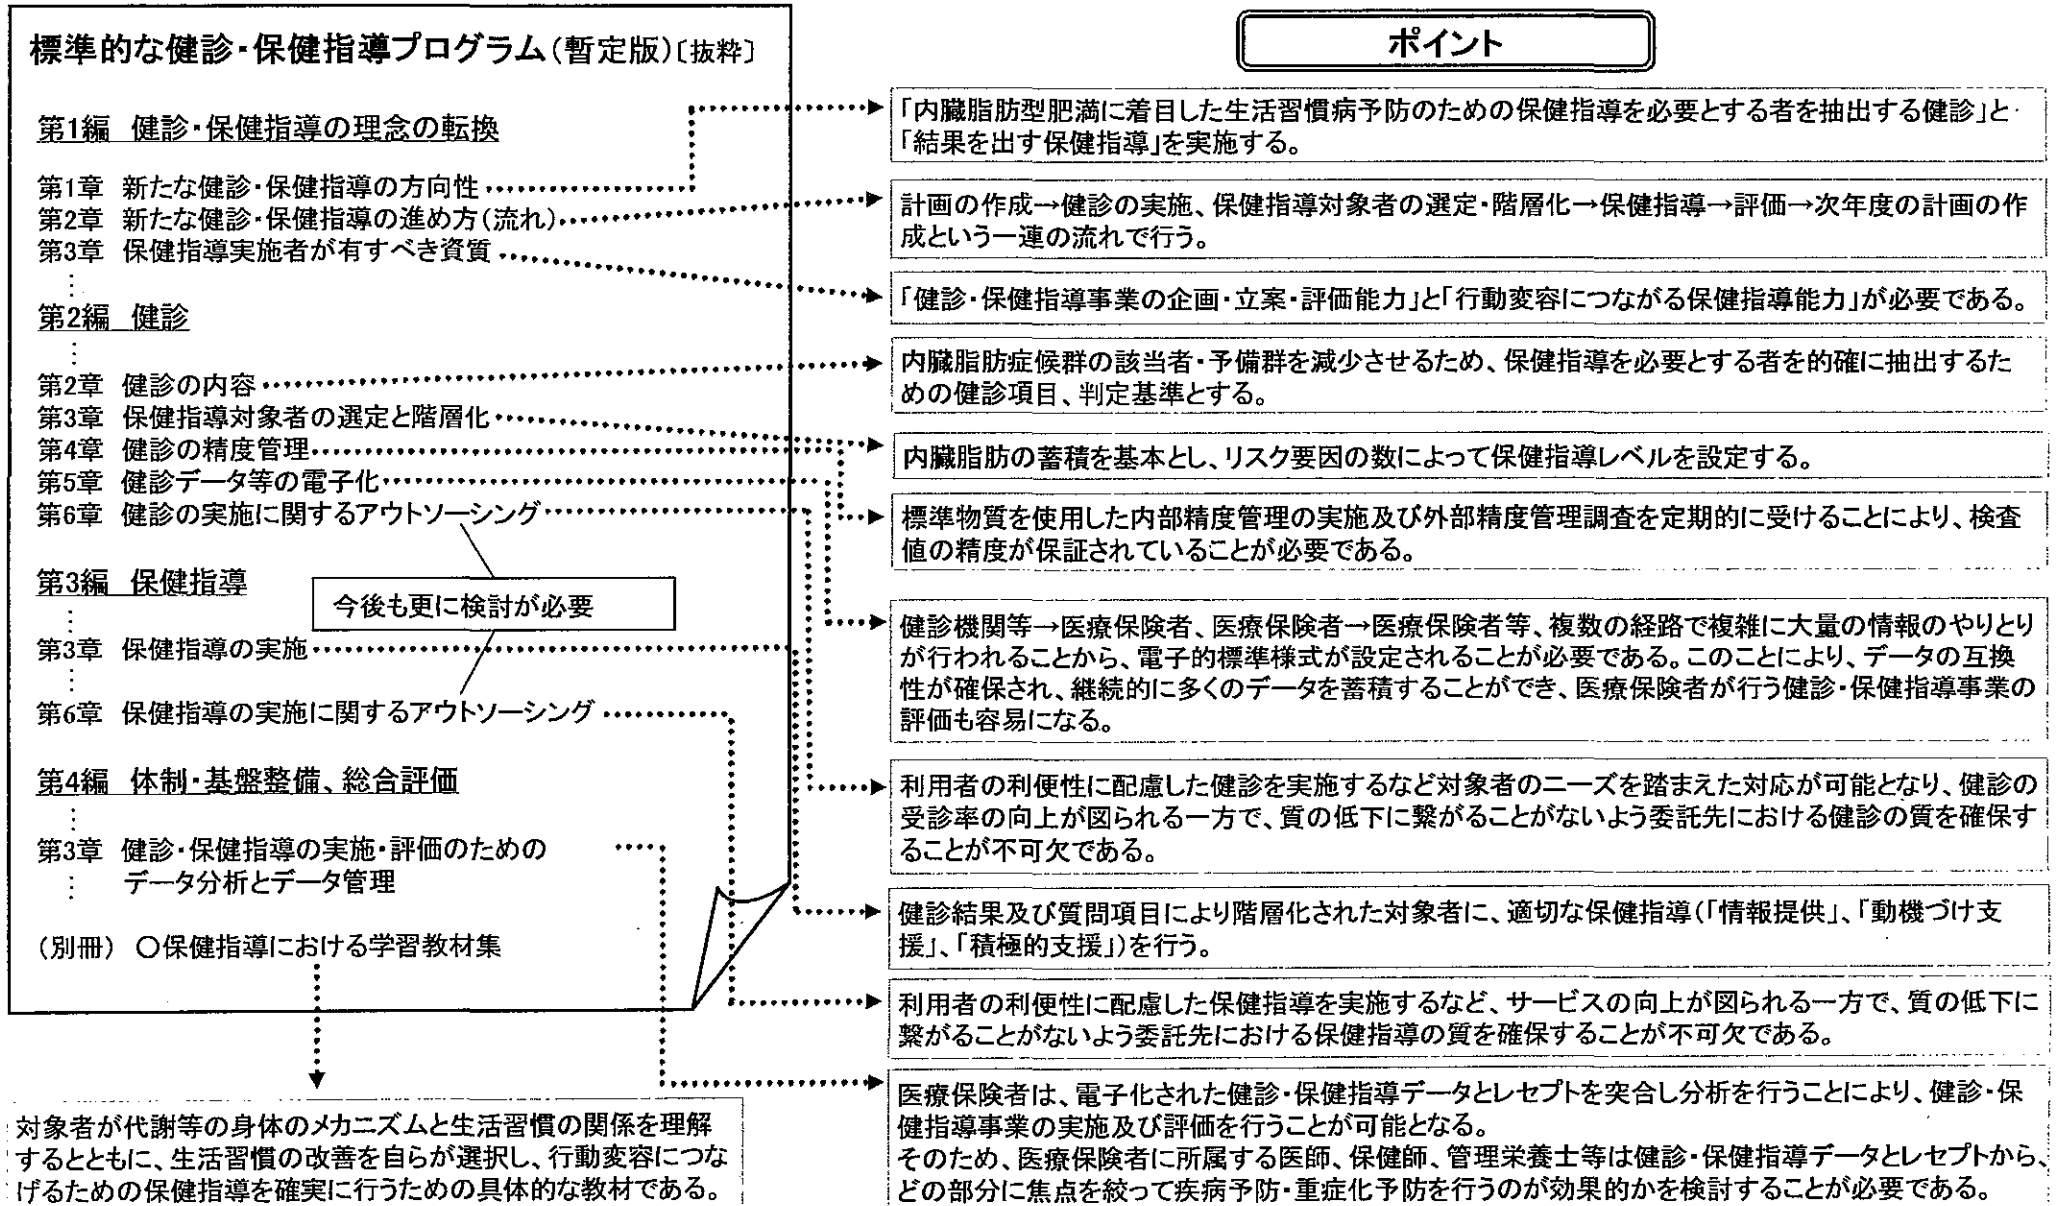 標準的な健診・保健指導プログラム(暫定版)〔抜粋〕
第1編 健診・保健指導の理念の転換
第1章 新たな健診・保健指導の方向性
第2章 新たな健診・保健指導の進め方(流れ)
第3章 保健指導実施者が有すべき資質
第2編 健診
第2章 健診の内容
第3章 保健指導対象者の選定と階層化
第4章 健診の精度管理
第5章 健診データ等の電子化
第6章 健診の実施に関するアウトソーシング
第3編 保健指導
今後も更に検討が必要
第3章 保健指導の実施
第6章 保健指導の実施に関するアウトソーシング
第4編 体制・基盤整備、総合評価
第3章 健診・保健指導の実施・評価のための
データ分析とデータ管理
(別冊) 〇保健指導における学習教材集
対象者が代謝等の身体のメカニズムと生活習慣の関係を理解
するとともに、生活習慣の改善を自らが選択し、行動変容につな
げるための保健指導を確実に行うための具体的な教材である。
ポイント
「内臓脂肪型肥満に着目した生活習慣病予防のための保健指導を必要とする者を抽出する健診」と
「結果を出す保健指導」を実施する。
計画の作成→健診の実施、保健指導対象者の選定・階層化→保健指導→評価→次年度の計画の作
成という一連の流れで行う。
「健診・保健指導事業の企画・立案・評価能力」と「行動変容につながる保健指導能力」が必要である。
内臓脂肪症候群の該当者・予備群を減少させるため、保健指導を必要とする者を的確に抽出するた
めの健診項目、判定基準とする。
内臓脂肪の蓄積を基本とし、リスク要因の数によって保健指導レベルを設定する。
標準物質を使用した内部精度管理の実施及び外部精度管理調査を定期的に受けることにより、検査
値の精度が保証されていることが必要である。
健診機関等→医療保険者、医療保険者→医療保険者等、複数の経路で複雑に大量の情報のやりとり
が行われることから、電子的標準様式が設定されることが必要である。このことにより、データの互換
性が確保され、継続的に多くのデータを蓄積することができ、医療保険者が行う健診・保健指導事業の
評価も容易になる。
利用者の利便性に配慮した健診を実施するなど対象者のニーズを踏まえた対応が可能となり、健診の
受診率の向上が図られる一方で、質の低下に繋がることがないよう委託先における健診の質を確保す
ることが不可欠である。
健診結果及び質問項目により階層化された対象者に、適切な保健指導(「情報提供」、「動機づけ支
援」、「積極的支援」)を行う。
利用者の利便性に配慮した保健指導を実施するなど、サービスの向上が図られる一方で、質の低下に
繋がることがないよう委託先における保健指導の質を確保することが不可欠である。
医療保険者は、電子化された健診・保健指導データとレセプトを突合し分析を行うことにより、健診・保
健指導事業の実施及び評価を行うことが可能となる。
そのため、医療保険者に所属する医師、保健師、管理栄養士等は健診・保健指導データとレセプトから、
どの部分に焦点を絞って疾病予防・重症化予防を行うのが効果的かを検討することが必要である。